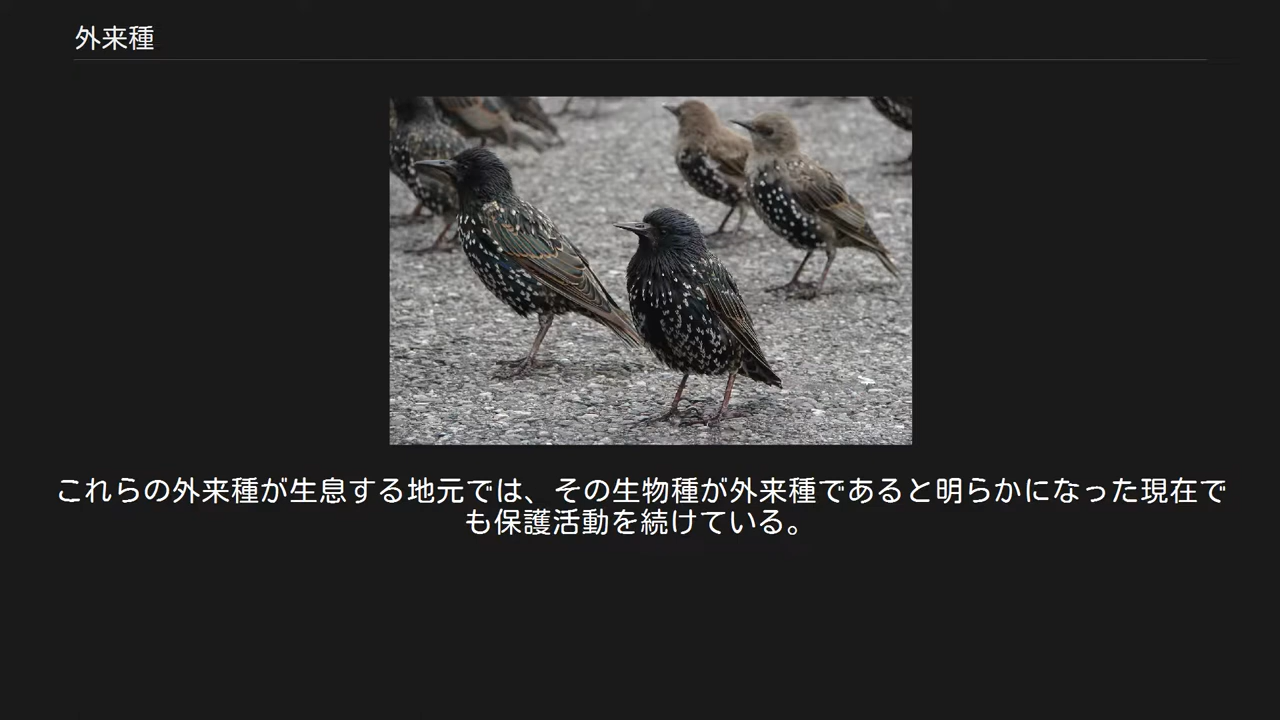 外来種
これらの外来種が生息する地元では、その生物種が外来種であると明らかになった現在で
も保護活動を続けている。